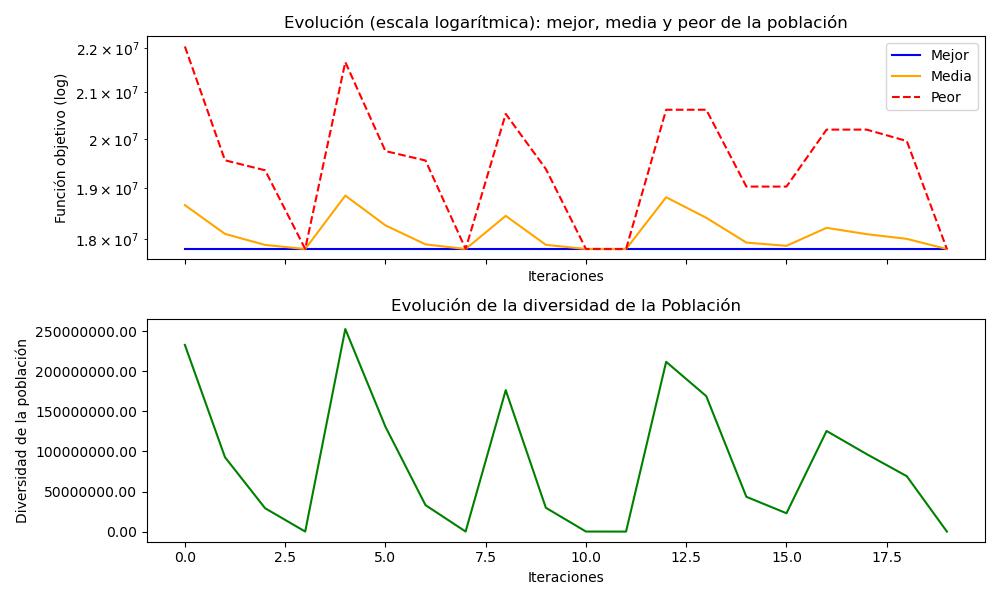 Evolución (escala logarítmica): mejor, media y peor de la población
Función objetivo (log)
2.2 × 10⁷
2.1 × 10⁷
2 × 10⁷
1.9 × 10⁷
1.8 × 10⁷
Mejor
Media
Peor
Iteraciones
Evolución de la diversidad de la Población
Diversidad de la población
250000000.00
200000000.00
150000000.00
100000000.00
50000000.00
0.00
0.0 2.5 5.0 7.5 10.0 12.5 15.0 17.5
Iteraciones